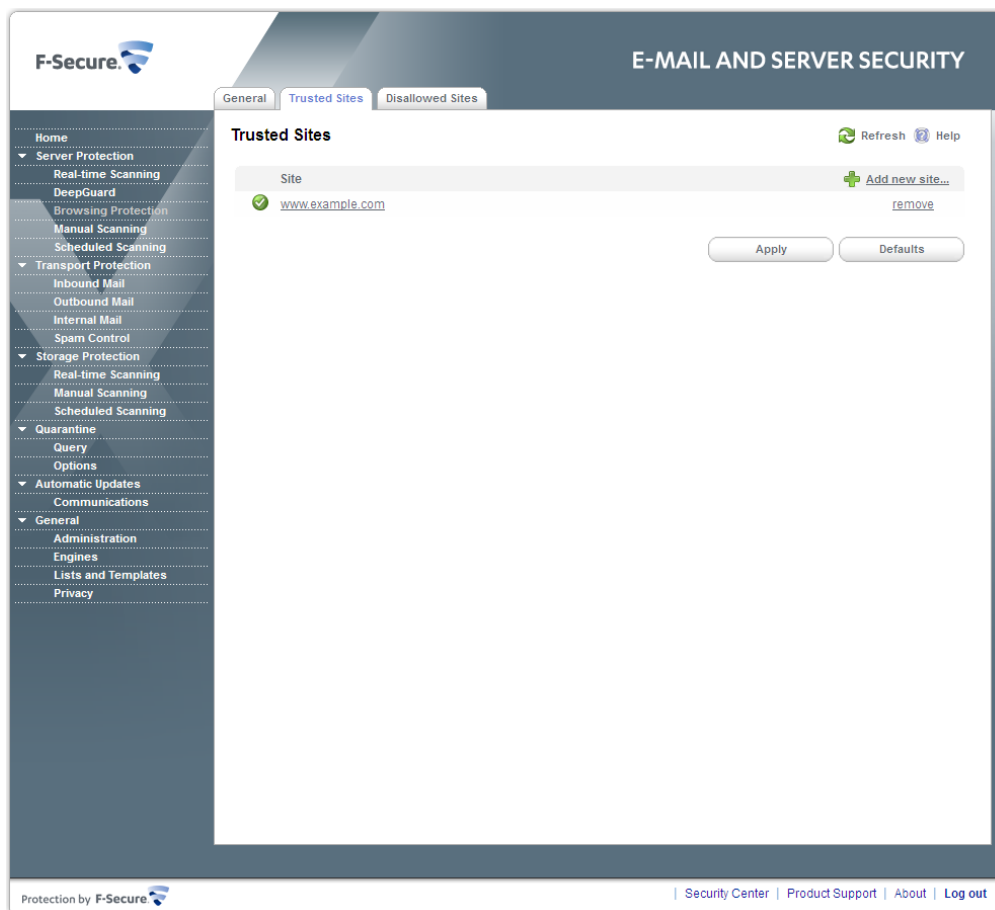 F-Secure.
E-MAIL AND SERVER SECURITY
General Trusted Sites Disallowed Sites
Home
Server Protection
Real-time Scanning
DeepGuard
Browsing Protection
Manual Scanning
Scheduled Scanning
Transport Protection
Inbound Mail
Outbound Mail
Internal Mail
Spam Control
Storage Protection
Real-time Scanning
Manual Scanning
Scheduled Scanning
Quarantine
Query
Options
Automatic Updates
Communications
General
Administration
Engines
Lists and Templates
Privacy
Trusted Sites Refresh Help
Site Add new site...
www.example.com remove
Apply Defaults
Protection by F-Secure.
| Security Center | Product Support | About | Log out